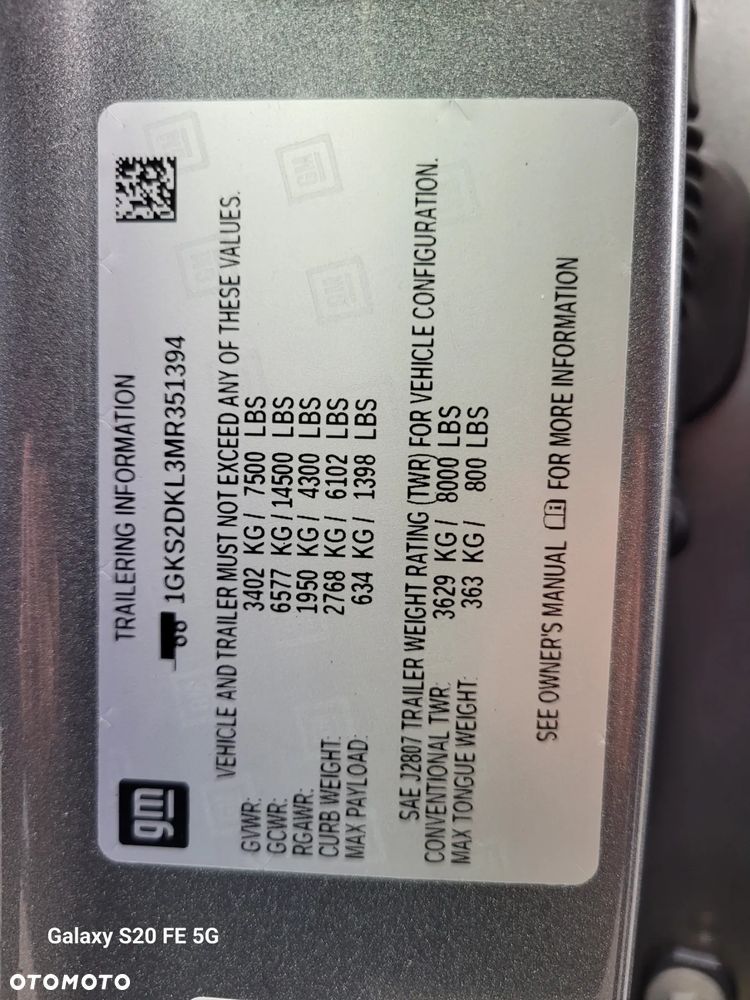 TRAILERING INFORMATION
gm
1GKS2DKL3MR351394
VEHICLE AND TRAILER MUST NOT EXCEED ANY OF THESE VALUES.
GVWR: 3402 KG / 7500 LBS
GCWR: 6577 KG / 14500 LBS
RGAWR: 1950 KG / 4300 LBS
CURB WEIGHT: 2768 KG / 6102 LBS
MAX PAYLOAD: 634 KG / 1398 LBS
SAE J2807 TRAILER WEIGHT RATING (TWR) FOR VEHICLE CONFIGURATION.
CONVENTIONAL TWR: 3629 KG / 8000 LBS
MAX TONGUE WEIGHT: 363 KG / 800 LBS
SEE OWNER'S MANUAL FOR MORE INFORMATION
Galaxy S20 FE 5G
OTOMOTO